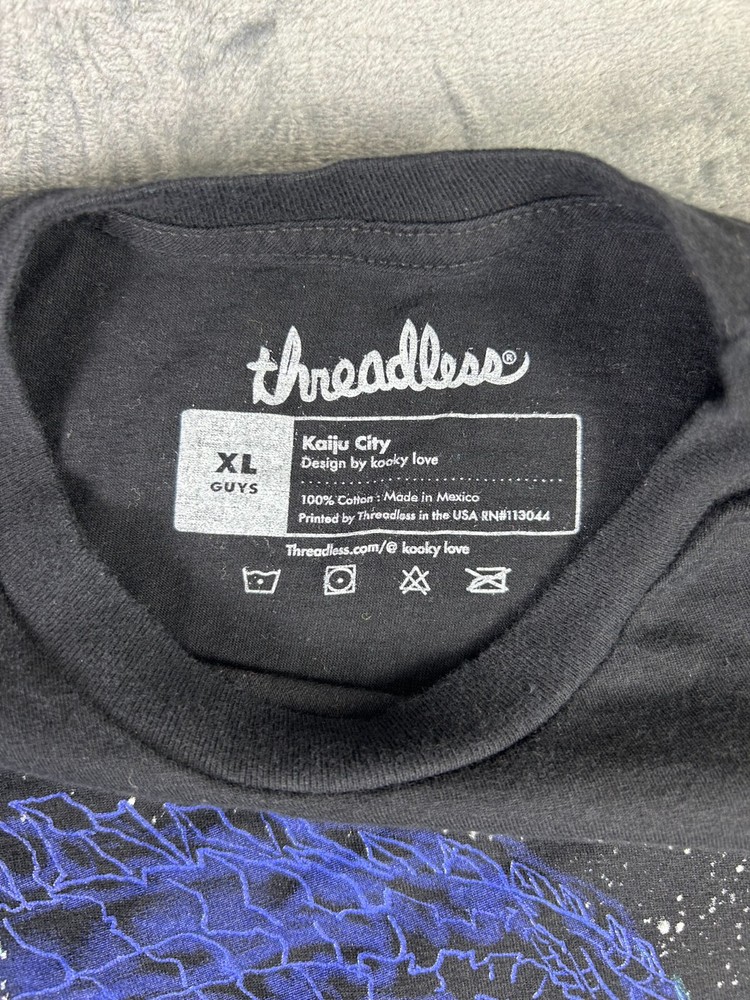 threadless®
XL
GUYS
Kaiju City
Design by kooky love
100% Cotton : Made in Mexico
Printed by Threadless in the USA RN#113044
Threadless.com/@ kooky love